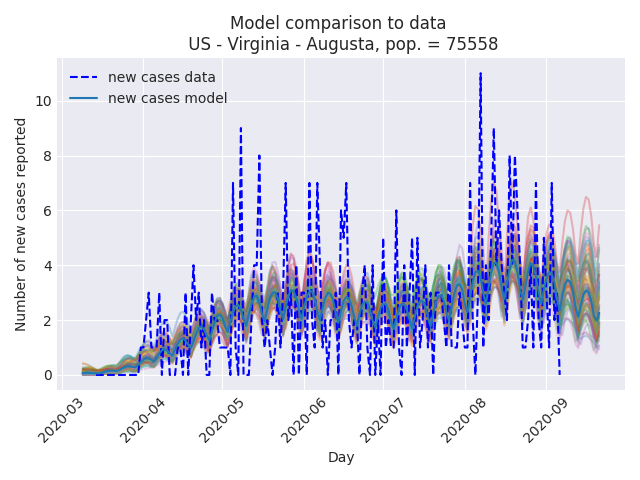 Model comparison to data
US - Virginia - Augusta, pop. = 75558
new cases data
new cases model
Number of new cases reported
10
8
6
4
2
0
2020-03
2020-04
2020-05
2020-06
2020-07
2020-08
2020-09
Day